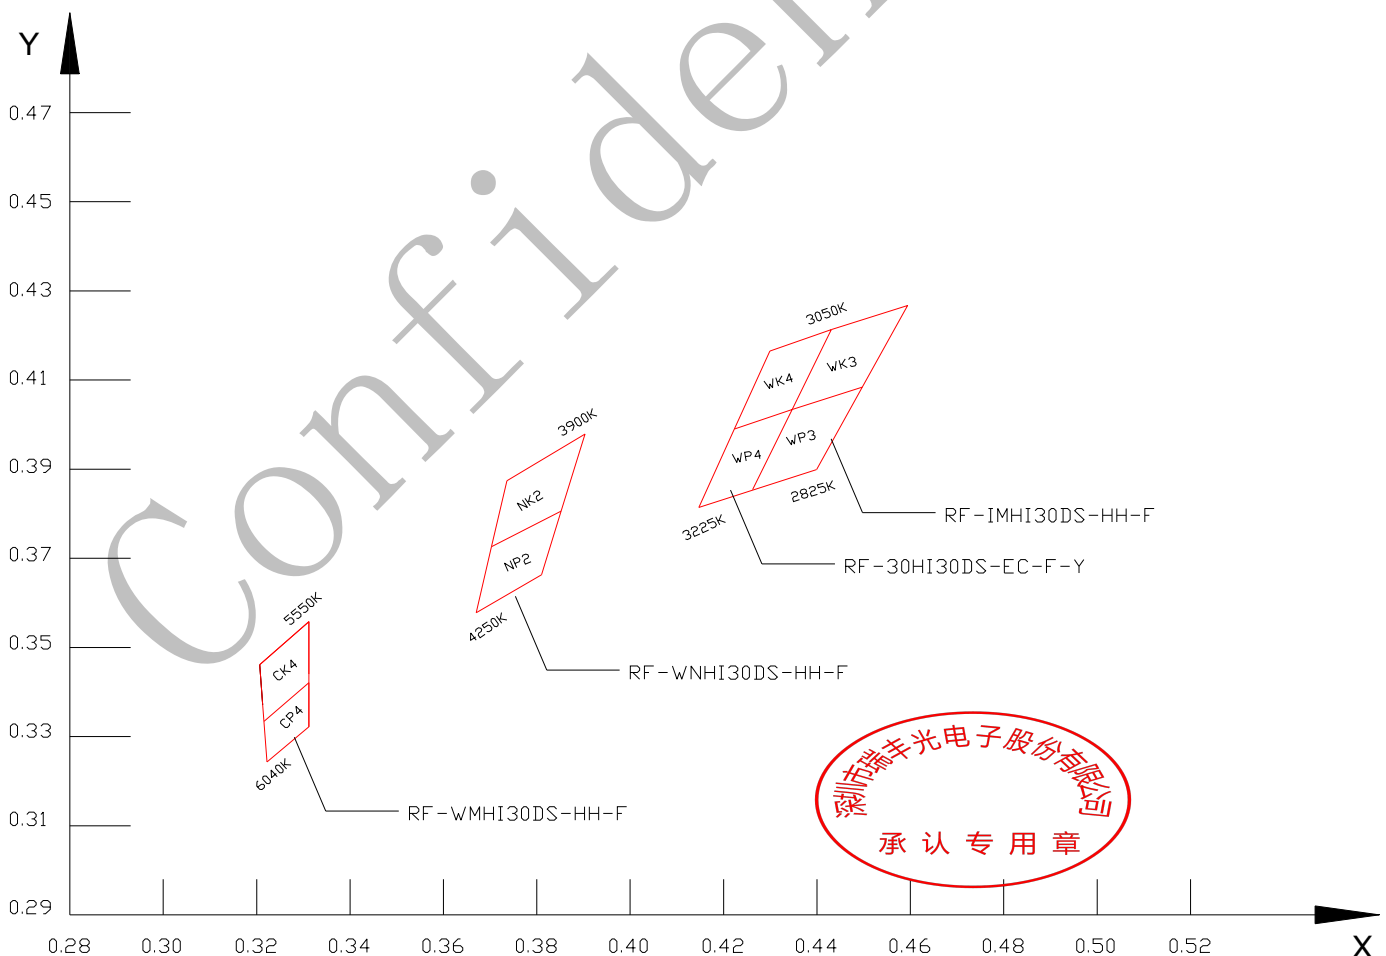 Confiden
Y
0.47
0.45
0.43
0.41
0.39
0.37
0.35
0.33
0.31
0.29
0.28 0.30 0.32 0.34 0.36 0.38 0.40 0.42 0.44 0.46 0.48 0.50 0.52
X
3050K
WK4 WK3
WP4 WP3
2825K
3225K
RF-IMHI30DS-HH-F
RF-30HI30DS-EC-F-Y
3900K
NK2
NP2
4250K
RF-WNHI30DS-HH-F
5550K
CK4
CP4
6040K
RF-WMHI30DS-HH-F
深圳市瑞丰光电子股份有限公司
承认专用章